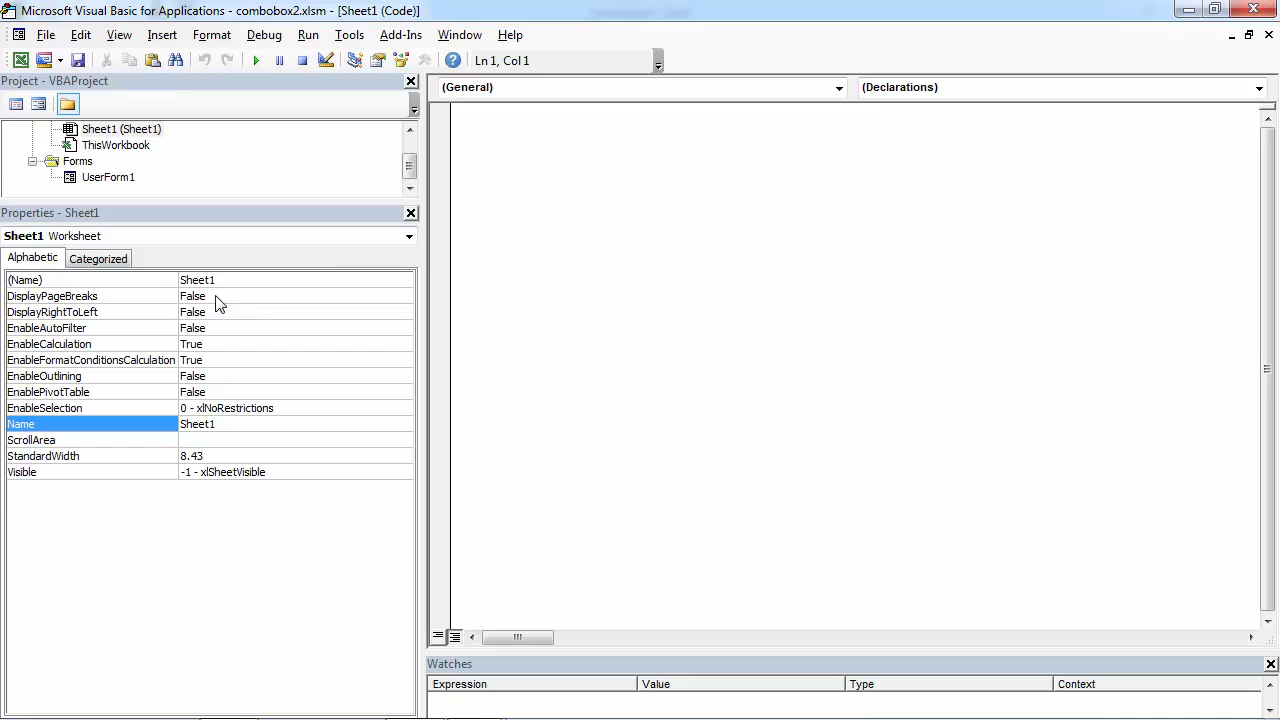 Microsoft Visual Basic for Applications - combobox2.xlsm - [Sheet1 (Code)]
File Edit View Insert Format Debug Run Tools Add-Ins Window Help
Ln 1, Col 1
Project - VBAProject
(General) (Declarations)
Sheet1 (Sheet1)
ThisWorkbook
Forms
UserForm1
Properties - Sheet1
Sheet1 Worksheet
Alphabetic Categorized
(Name) Sheet1
DisplayPageBreaks False
DisplayRightToLeft False
EnableAutoFilter False
EnableCalculation True
EnableFormatConditionsCalculation True
EnableOutlining False
EnablePivotTable False
EnableSelection 0 - xlNoRestrictions
Name Sheet1
ScrollArea
StandardWidth 8.43
Visible -1 - xlSheetVisible
Watches
Expression Value Type Context